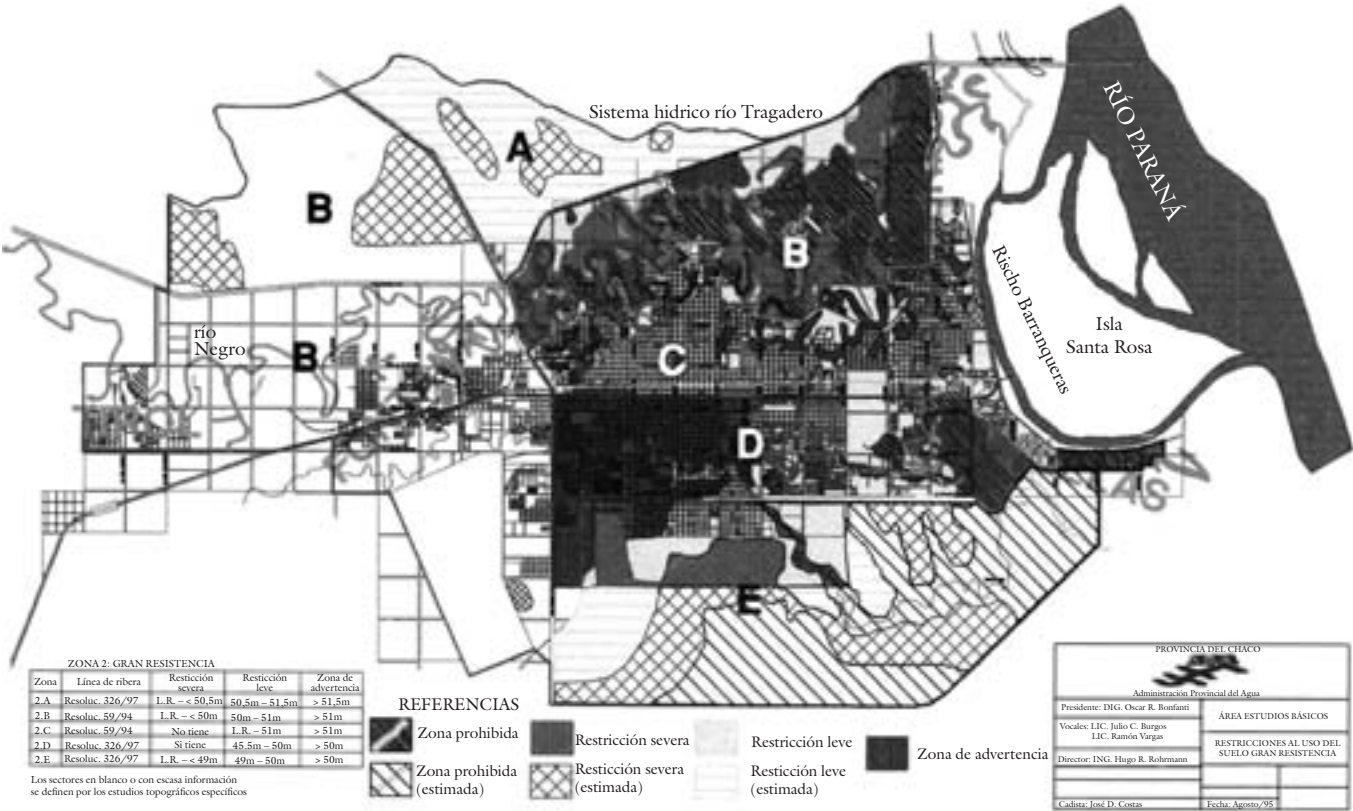 Sistema hidrico río Tragadero
RÍO PARANÁ
A
B
B
río
Negro
B
C
Rischo Barranqueras
Isla
Santa Rosa
D
AS
E
ZONA 2: GRAN RESISTENCIA
Zona Línea de ribera Resticción severa Resticción leve Zona de advertencia
2.A Resoluc. 326/97 L.R. – < 50,5m 50,5m – 51,5m > 51,5m
2.B Resoluc. 59/94 L.R. – < 50m 50m – 51m > 51m
2.C Resoluc. 59/94 No tiene L.R. – 51m > 51m
2.D Resoluc. 326/97 Si tiene 45.5m – 50m > 50m
2.E Resoluc. 326/97 L.R. – < 49m 49m – 50m > 50m
Los sectores en blanco o con escasa información
se definen por los estudios topográficos específicos
REFERENCIAS
Zona prohibida
Restricción severa
Restricción leve
Zona de advertencia
Zona prohibida
(estimada)
Resticción severa
(estimada)
Resticción leve
(estimada)
PROVINCIA DEL CHACO
Administración Provincial del Agua
Presidente: DIG. Oscar R. Bonfanti
Vocales: LIC. Julio C. Burgos
LIC. Ramón Vargas
Director: ING. Hugo R. Rohrmann
ÁREA ESTUDIOS BÁSICOS
RESTRICCIONES AL USO DEL
SUELO GRAN RESISTENCIA
Cadista: José D. Costas
Fecha: Agosto/95